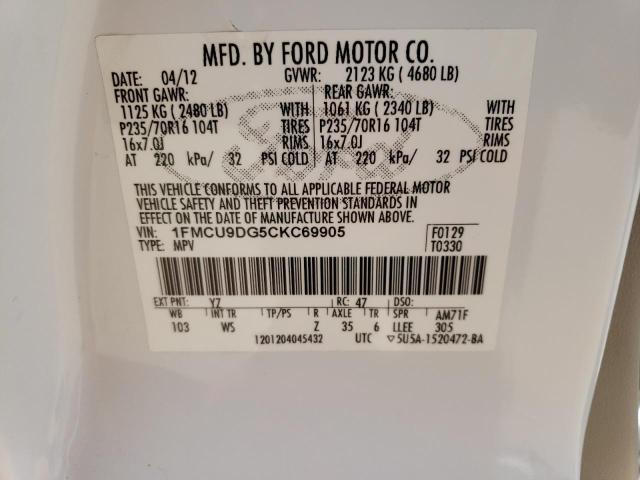 MFD. BY FORD MOTOR CO.
DATE: 04/12 GVWR: 2123 KG ( 4680 LB)
FRONT GAWR: REAR GAWR:
1125 KG ( 2480 LB) WITH 1061 KG ( 2340 LB) WITH
P235/70R16 104T TIRES P235/70R16 104T TIRES
16x7.0J RIMS 16x7.0J RIMS
AT 220 kPa/ 32 PSI COLD AT 220 kPa/ 32 PSI COLD
THIS VEHICLE CONFORMS TO ALL APPLICABLE FEDERAL MOTOR
VEHICLE SAFETY AND THEFT PREVENTION STANDARDS IN
EFFECT ON THE DATE OF MANUFACTURE SHOWN ABOVE.
VIN: 1FMCU9DG5CKC69905 F0129
TYPE: MPV T0330
EXT PNT: YZ RC: 47 DSO:
WB INT TR TP/PS R AXLE TR SPR AM71F
103 WS Z 35 6 LLEE 305
1201204045432 UTC ▽5U5A-1520472-BA